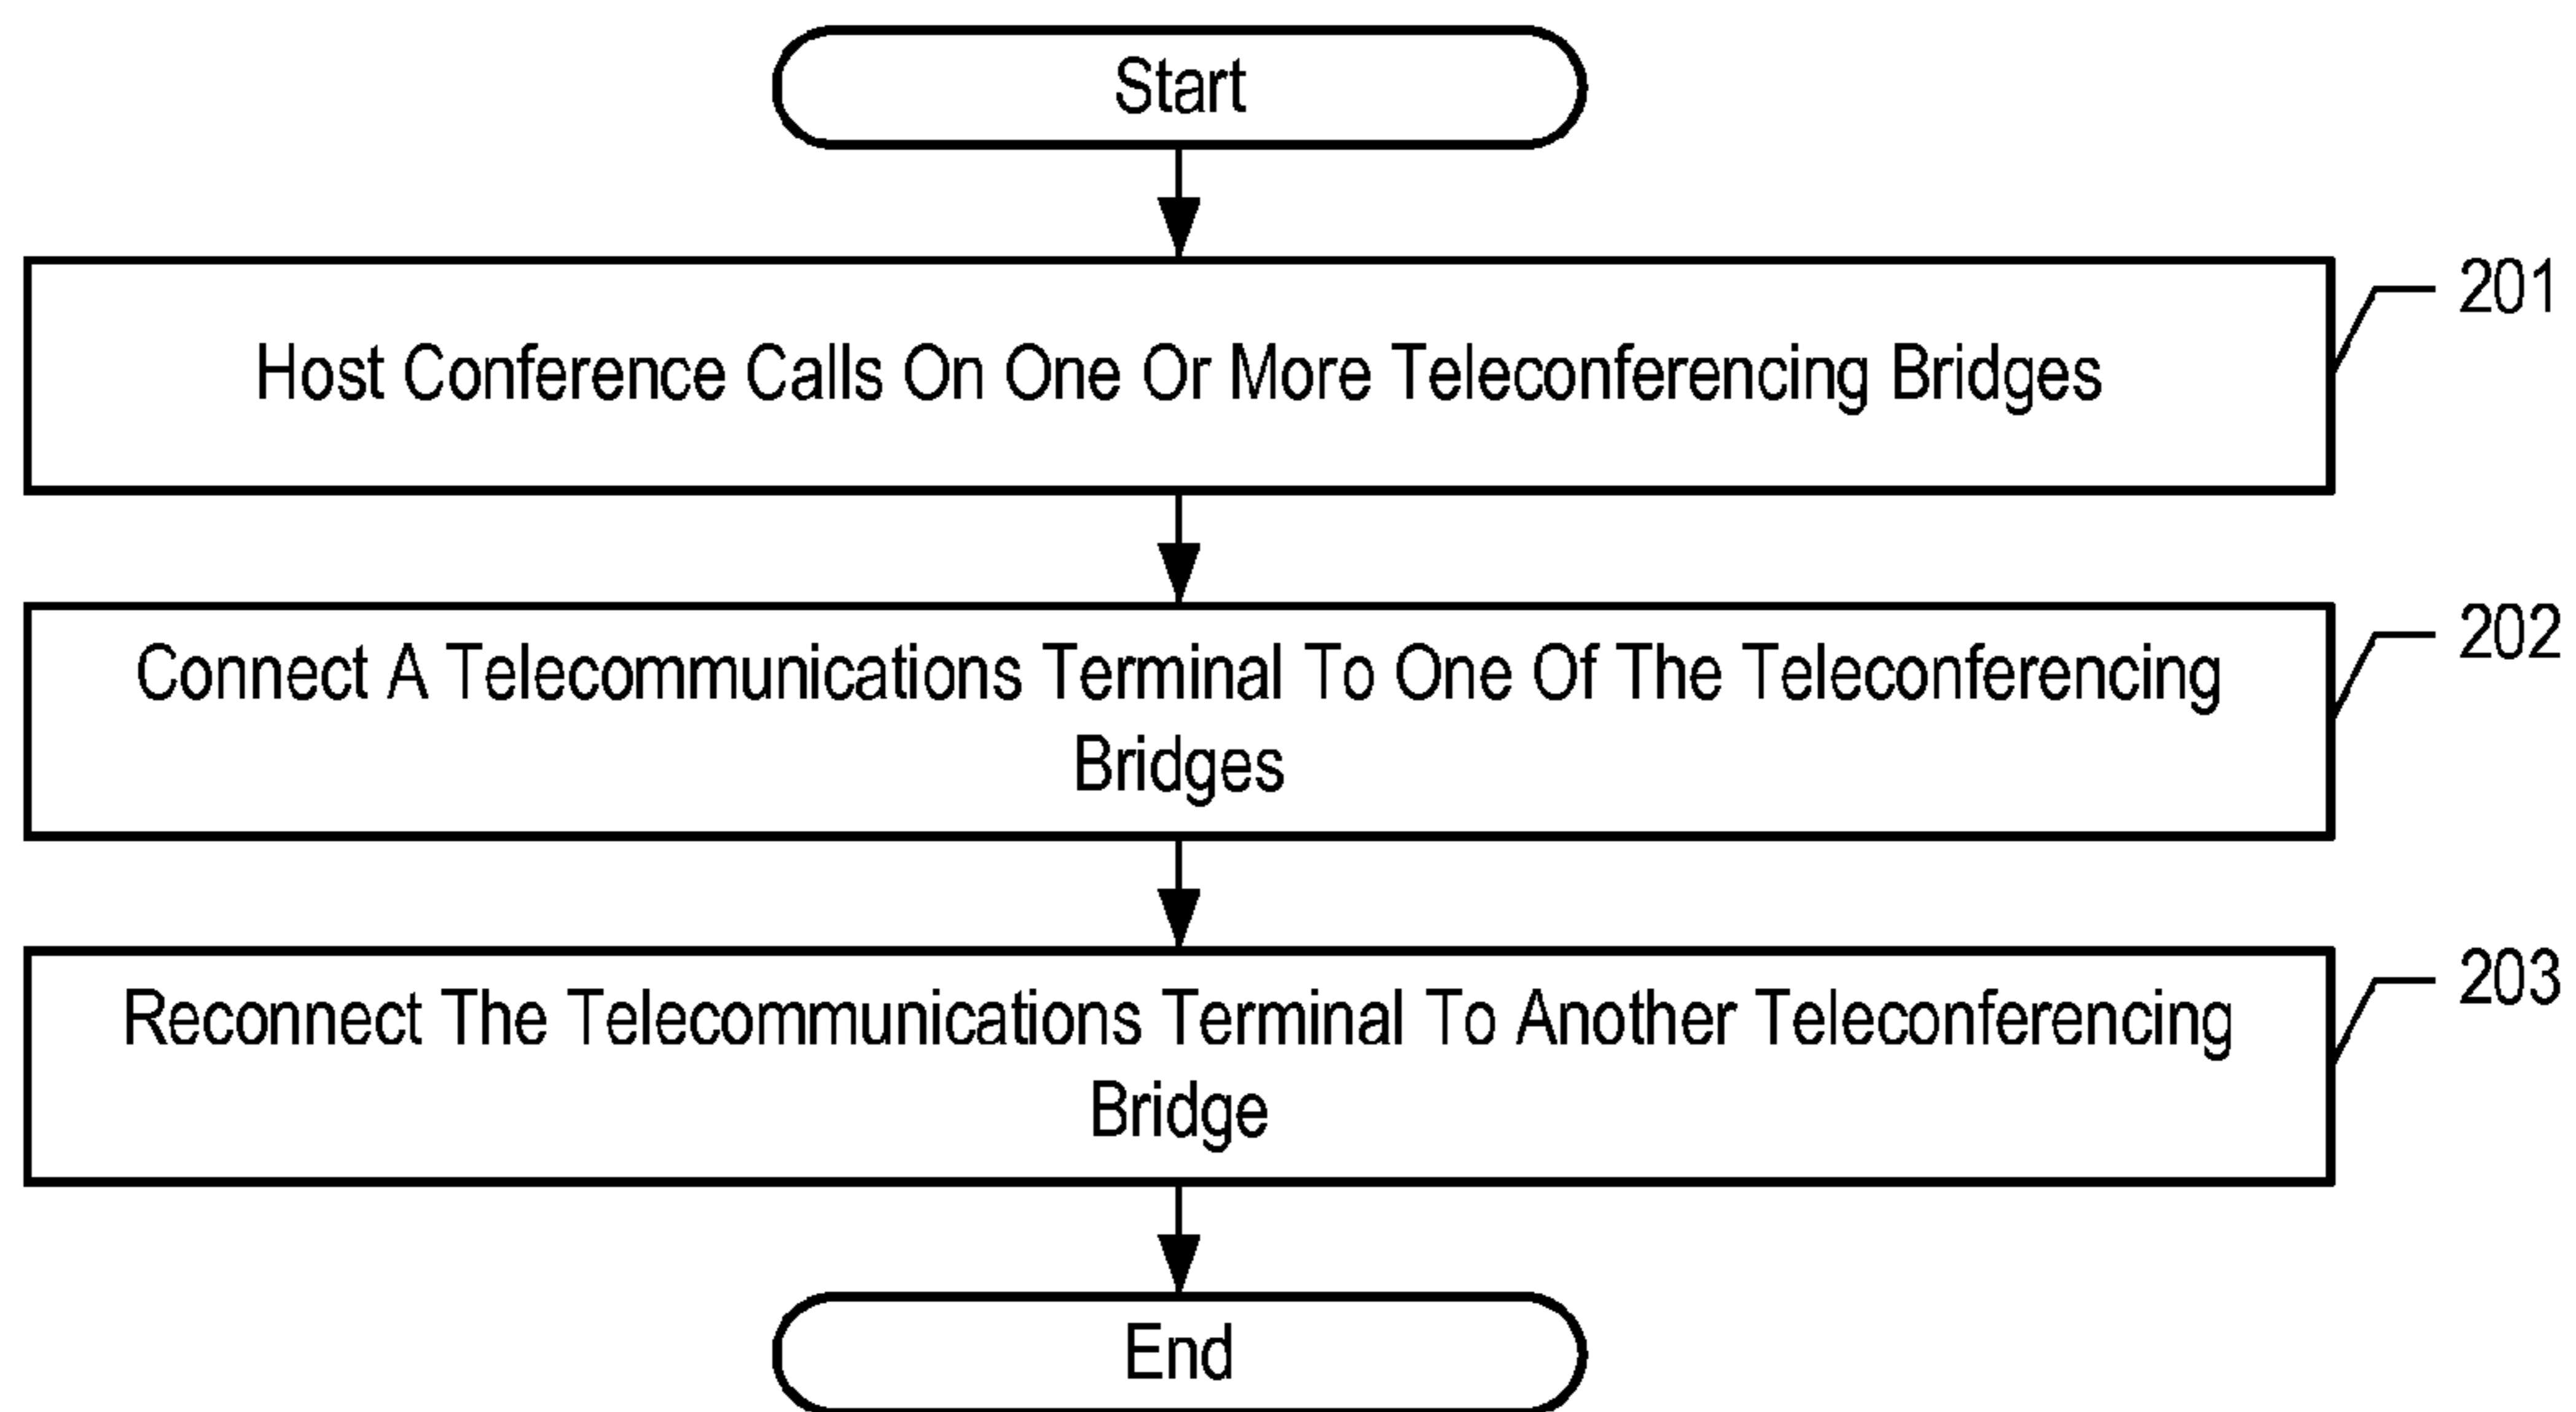 Start
Host Conference Calls On One Or More Teleconferencing Bridges
201
Connect A Telecommunications Terminal To One Of The Teleconferencing
Bridges
202
Reconnect The Telecommunications Terminal To Another Teleconferencing
Bridge
203
End